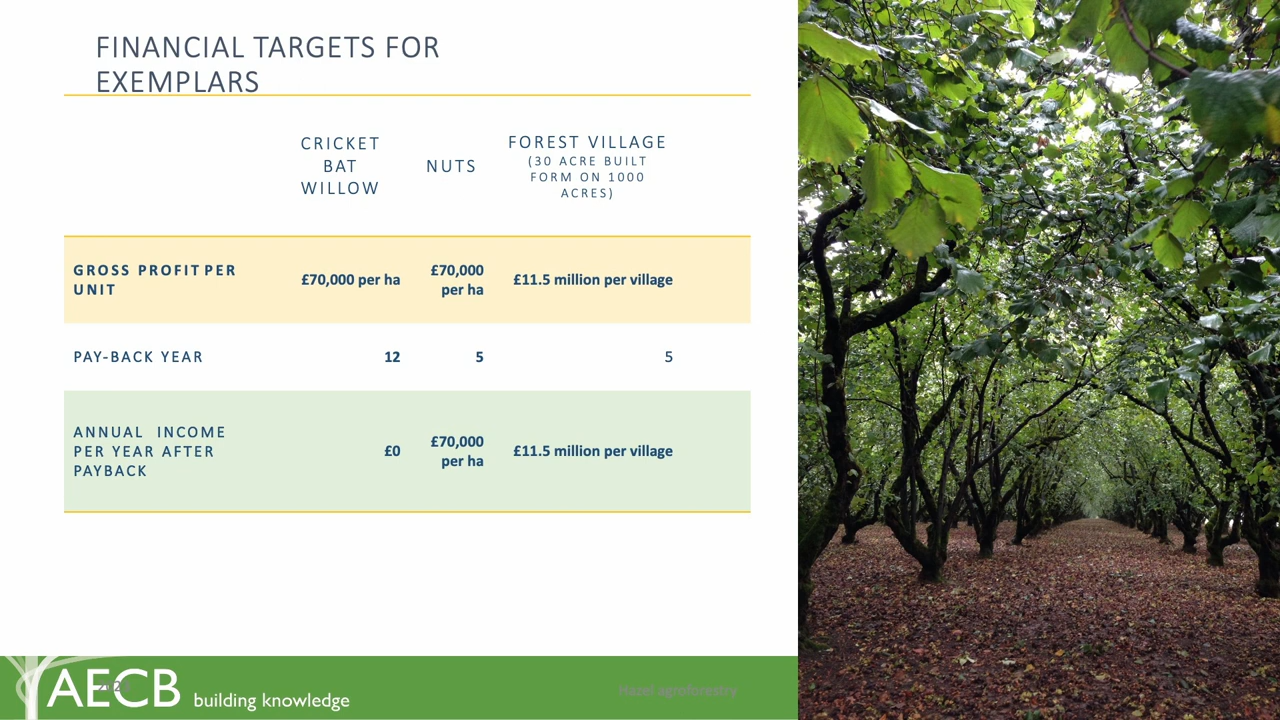 FINANCIAL TARGETS FOR
EXEMPLARS
CRICKET
BAT
WILLOW
NUTS
FOREST VILLAGE
(30 ACRE BUILT
FORM ON 1000
ACRES)
GROSS PROFIT PER
UNIT
£70,000 per ha
£70,000
per ha
£11.5 million per village
PAY-BACK YEAR
12
5
5
ANNUAL INCOME
PER YEAR AFTER
PAYBACK
£0
£70,000
per ha
£11.5 million per village
AECB building knowledge
Hazel agroforestry